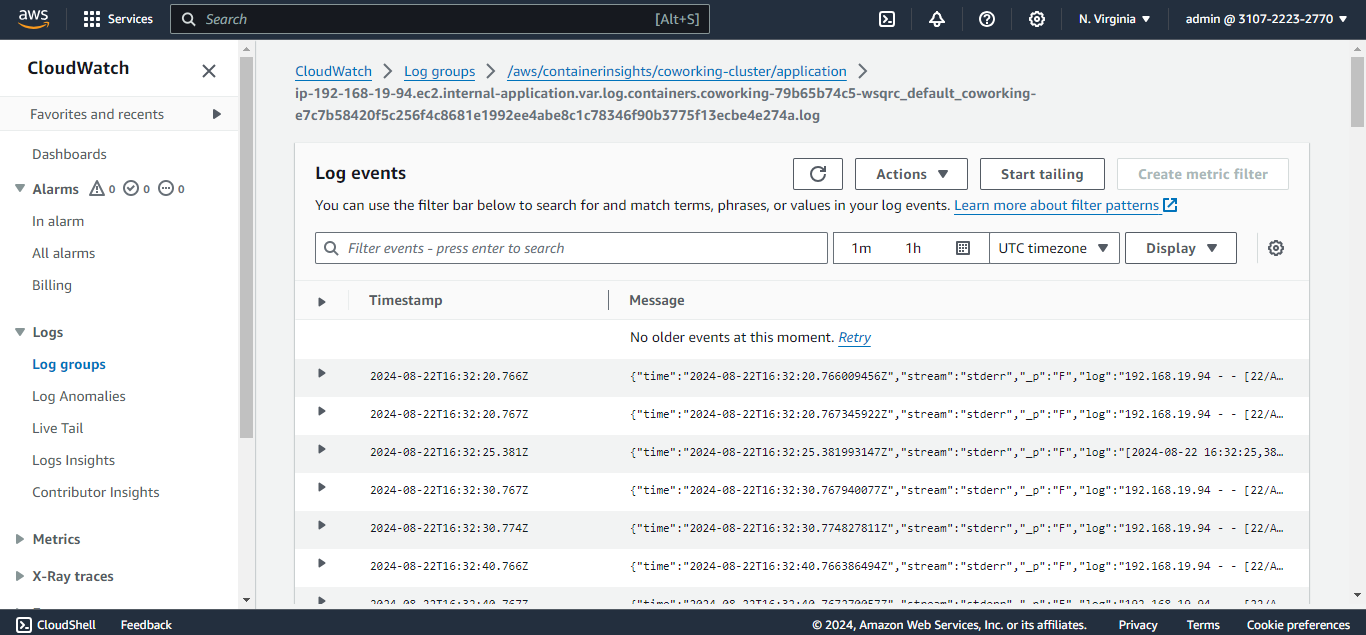 aws
Services
Search
[Alt+S]
N. Virginia
admin @ 3107-2223-2770
CloudWatch
Favorites and recents
Dashboards
Alarms 0 0 0
In alarm
All alarms
Billing
Logs
Log groups
Log Anomalies
Live Tail
Logs Insights
Contributor Insights
Metrics
X-Ray traces
CloudWatch
Log groups
/aws/containerinsights/coworking-cluster/application
ip-192-168-19-94.ec2.internal-application.var.log.containers.coworking-79b65b74c5-wsqrc_default_coworking-
e7c7b58420f5c256f4c8681e1992ee4abe8c1c78346f90b3775f13ecbe4e274a.log
Log events
Actions
Start tailing
Create metric filter
You can use the filter bar below to search for and match terms, phrases, or values in your log events. Learn more about filter patterns
Filter events - press enter to search
1m
1h
UTC timezone
Display
Timestamp
Message
No older events at this moment. Retry
2024-08-22T16:32:20.766Z {"time":"2024-08-22T16:32:20.766009456Z","stream":"stderr","_p":"F","log":"192.168.19.94 - - [22/A…
2024-08-22T16:32:20.767Z {"time":"2024-08-22T16:32:20.767345922Z","stream":"stderr","_p":"F","log":"192.168.19.94 - - [22/A…
2024-08-22T16:32:25.381Z {"time":"2024-08-22T16:32:25.381993147Z","stream":"stderr","_p":"F","log":"[2024-08-22 16:32:25,38…
2024-08-22T16:32:30.767Z {"time":"2024-08-22T16:32:30.767940077Z","stream":"stderr","_p":"F","log":"192.168.19.94 - - [22/A…
2024-08-22T16:32:30.774Z {"time":"2024-08-22T16:32:30.774827811Z","stream":"stderr","_p":"F","log":"192.168.19.94 - - [22/A…
2024-08-22T16:32:40.766Z {"time":"2024-08-22T16:32:40.766386494Z","stream":"stderr","_p":"F","log":"192.168.19.94 - - [22/A…
CloudShell
Feedback
© 2024, Amazon Web Services, Inc. or its affiliates.
Privacy
Terms
Cookie preferences